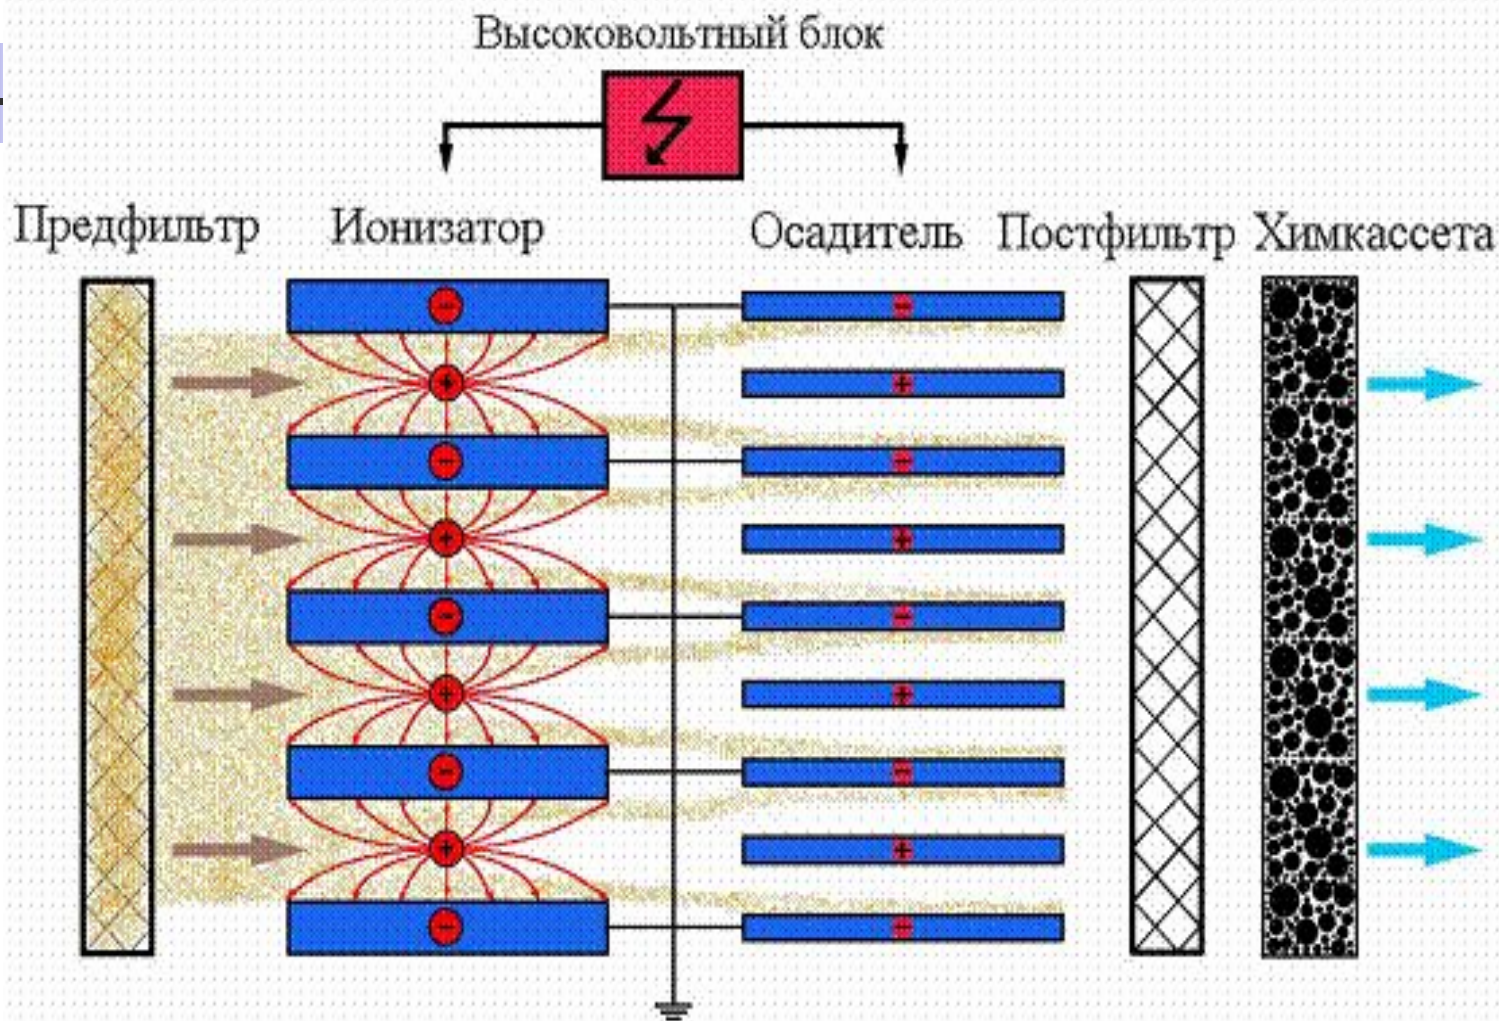 Высоковольтный блок
Предфильтр Ионизатор Осадитель Постфильтр Химкассета